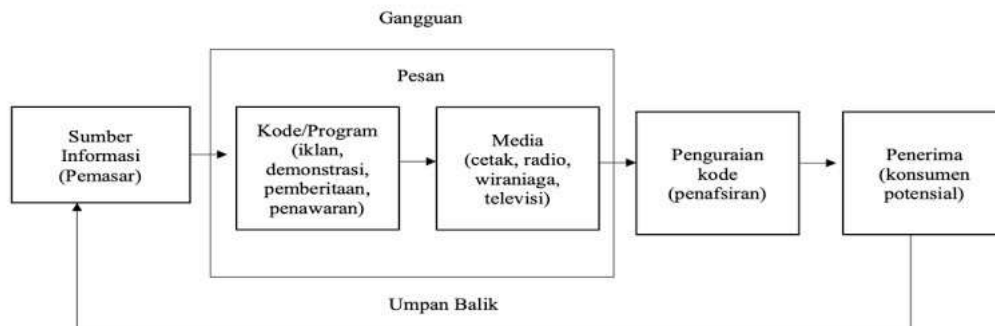 Gangguan
Pesan
Sumber
Informasi
(Pemasar)
Kode/Program
(iklan,
demonstrasi,
pemberitaan,
penawaran)
Media
(cetak, radio,
wiraniaga,
televisi)
Penguraian
kode
(penafsiran)
Penerima
(konsumen
potensial)
Umpan Balik